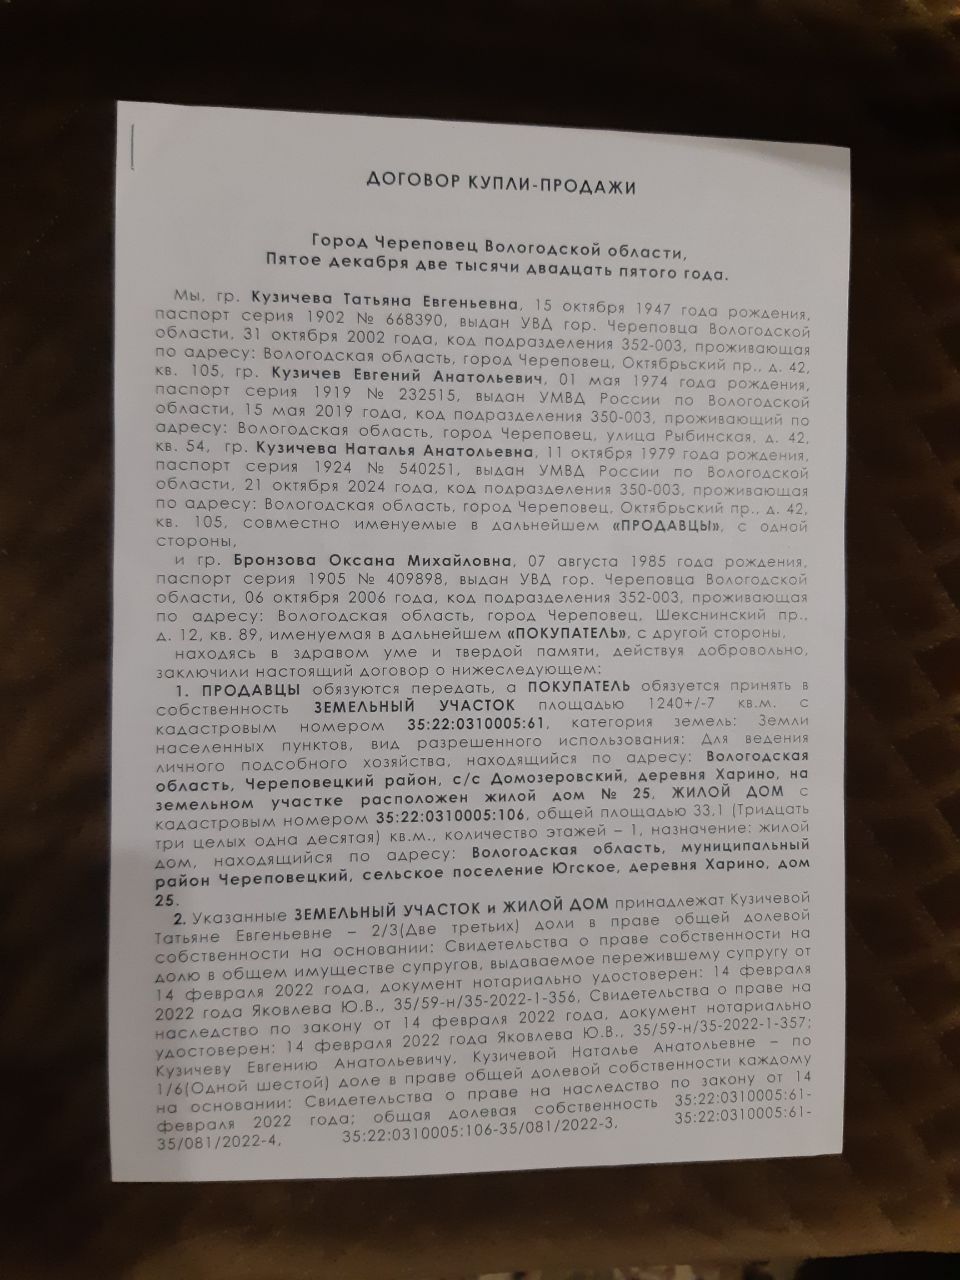 ДОГОВОР КУПЛИ-ПРОДАЖИ
Город Череповец Вологодской области,
Пятое декабря две тысячи двадцать пятого года.
Мы, гр. Кузичева Татьяна Евгеньевна, 15 октября 1947 года рождения,
паспорт серия 1902 № 668390, выдан УВД гор. Череповца Вологодской
области, 31 октября 2002 года, код подразделения 352-003, проживающая
по адресу: Вологодская область, город Череповец, Октябрьский пр., д. 42,
кв. 105, гр. Кузичев Евгений Анатольевич, 01 мая 1974 года рождения,
паспорт серия 1919 № 232515, выдан УМВД России по Вологодской
области, 15 мая 2019 года, код подразделения 350-003, проживающий по
адресу: Вологодская область, город Череповец, улица Рыбинская, д. 42,
кв. 54, гр. Кузичева Наталья Анатольевна, 11 октября 1979 года рождения,
паспорт серия 1924 № 540251, выдан УМВД России по Вологодской
области, 21 октября 2024 года, код подразделения 350-003, проживающая
по адресу: Вологодская область, город Череповец, Октябрьский пр., д. 42,
кв. 105, совместно именуемые в дальнейшем «ПРОДАВЦЫ», с одной
стороны,
и гр. Бронзова Оксана Михайловна, 07 августа 1985 года рождения,
паспорт серия 1905 № 409898, выдан УВД гор. Череповца Вологодской
области, 06 октября 2006 года, код подразделения 352-003, проживающая
по адресу: Вологодская область, город Череповец, Шекснинский пр.,
д. 12, кв. 89, именуемая в дальнейшем «ПОКУПАТЕЛЬ», с другой стороны,
находясь в здравом уме и твердой памяти, действуя добровольно,
заключили настоящий договор о нижеследующем:
1. ПРОДАВЦЫ обязуются передать, а ПОКУПАТЕЛЬ обязуется принять в
собственность ЗЕМЕЛЬНЫЙ УЧАСТОК площадью 1240+/-7 кв.м. с
кадастровым номером 35:22:0310005:61, категория земель: Земли
населенных пунктов, вид разрешенного использования: Для ведения
личного подсобного хозяйства, находящийся по адресу: Вологодская
область, Череповецкий район, с/с Домозеровский, деревня Харино, на
земельном участке расположен жилой дом № 25, ЖИЛОЙ ДОМ с
кадастровым номером 35:22:0310005:106, общей площадью 33,1 (Тридцать
три целых одна десятая) кв.м., количество этажей – 1, назначение: жилой
дом, находящийся по адресу: Вологодская область, муниципальный
район Череповецкий, сельское поселение Югское, деревня Харино, дом
25.
2. Указанные ЗЕМЕЛЬНЫЙ УЧАСТОК и ЖИЛОЙ ДОМ принадлежат Кузичевой
Татьяне Евгеньевне – 2/3(Две третьих) доли в праве общей долевой
собственности на основании: Свидетельства о праве собственности на
долю в общем имуществе супругов, выдаваемое пережившему супругу от
14 февраля 2022 года, документ нотариально удостоверен: 14 февраля
2022 года Яковлева Ю.В., 35/59-н/35-2022-1-356, Свидетельства о праве на
наследство по закону от 14 февраля 2022 года, документ нотариально
удостоверен: 14 февраля 2022 года Яковлева Ю.В., 35/59-н/35-2022-1-357;
Кузичеву Евгению Анатольевичу, Кузичевой Наталье Анатольевне – по
1/6(Одной шестой) доле в праве общей долевой собственности каждому
на основании: Свидетельства о праве на наследство по закону от 14
февраля 2022 года; общая долевая собственность 35:22:0310005:61-
35/081/2022-4, 35:22:0310005:106-35/081/2022-3, 35:22:0310005:61-